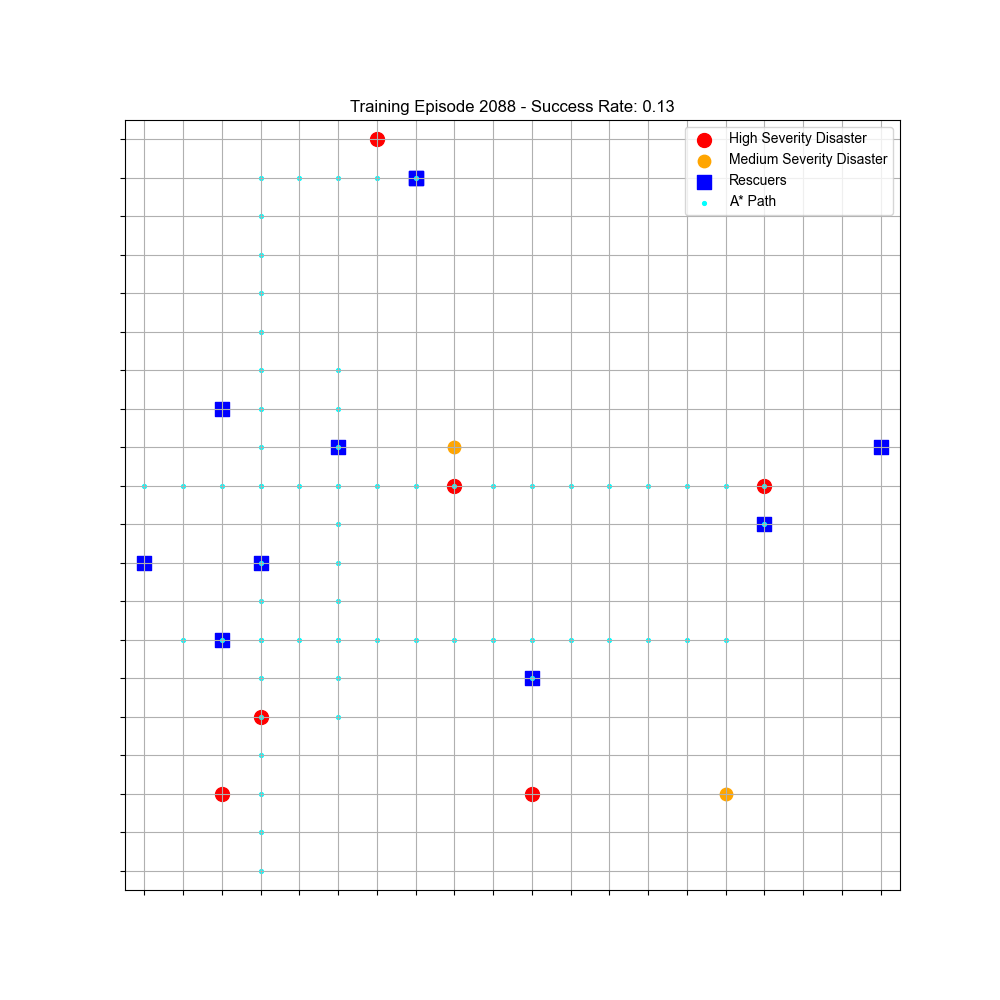 Training Episode 2088 - Success Rate: 0.13
High Severity Disaster
Medium Severity Disaster
Rescuers
A* Path